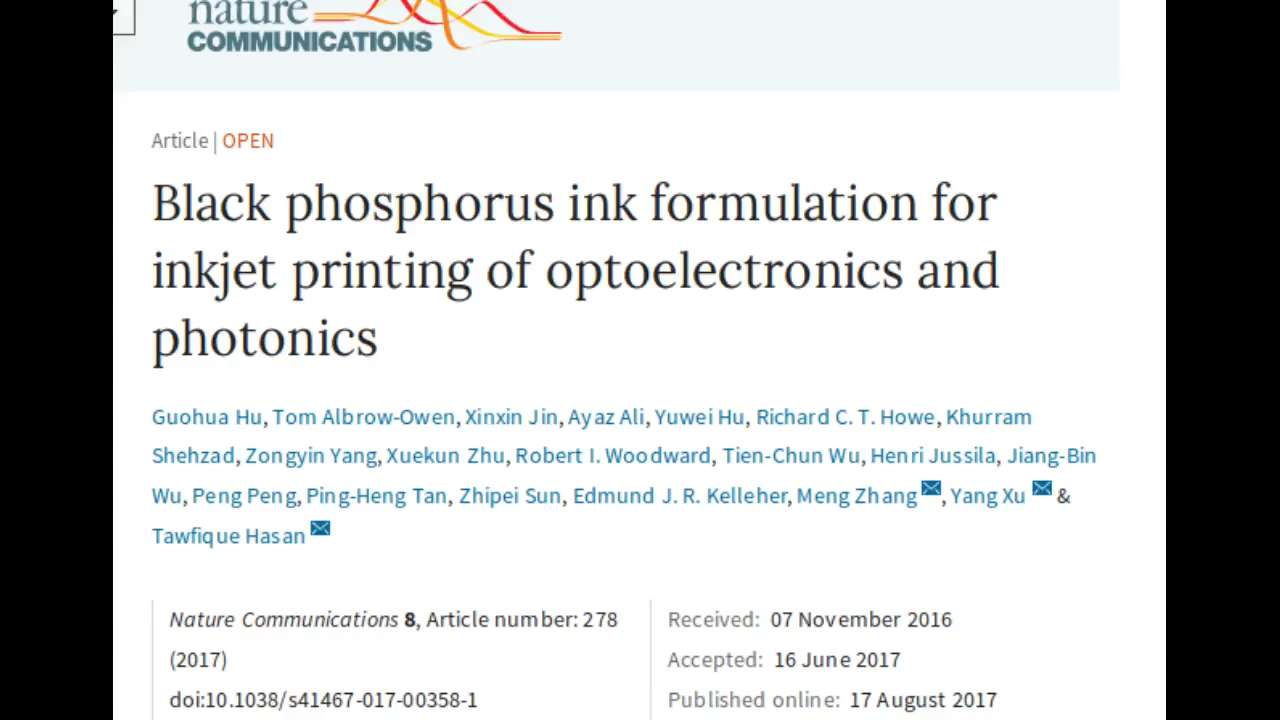 nature
COMMUNICATIONS
Article | OPEN
Black phosphorus ink formulation for
inkjet printing of optoelectronics and
photonics
Guohua Hu, Tom Albrow-Owen, Xinxin Jin, Ayaz Ali, Yuwei Hu, Richard C. T. Howe, Khurram
Shehzad, Zongyin Yang, Xuekun Zhu, Robert I. Woodward, Tien-Chun Wu, Henri Jussila, Jiang-Bin
Wu, Peng Peng, Ping-Heng Tan, Zhipei Sun, Edmund J. R. Kelleher, Meng Zhang, Yang Xu &
Tawfique Hasan
Nature Communications 8, Article number: 278
(2017)
doi:10.1038/s41467-017-00358-1
Received: 07 November 2016
Accepted: 16 June 2017
Published online: 17 August 2017